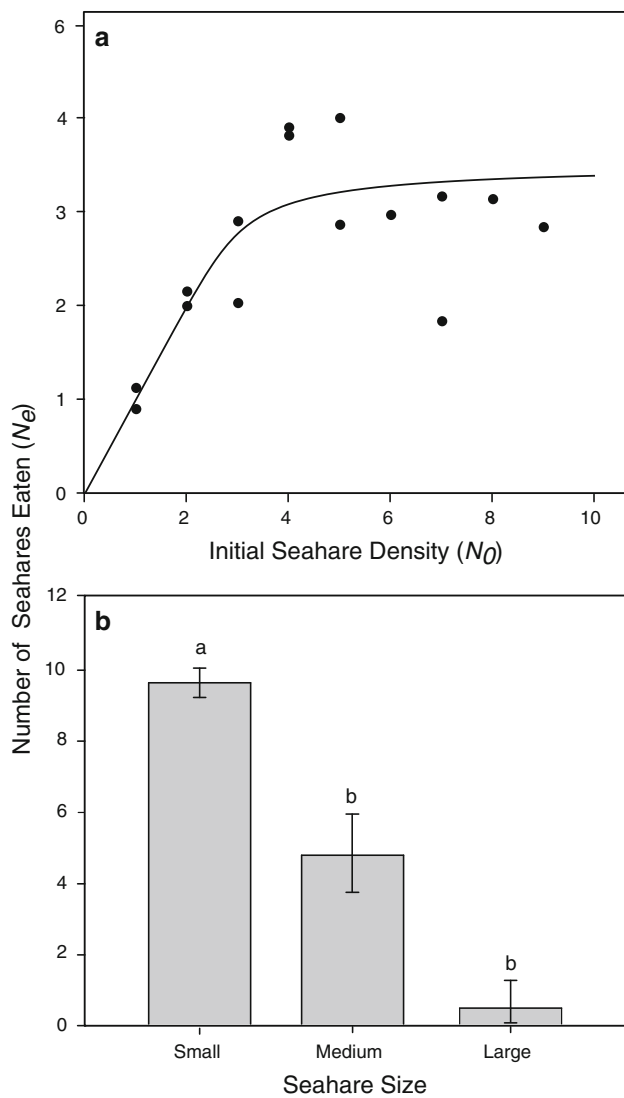 a
6
4
3
2
1
0
0 2 4 6 8 10
Initial Seahare Density (N0)
Number of Seahares Eaten (Ne)
b
12
10
8
6
4
2
0
a
b
b
Small Medium Large
Seahare Size